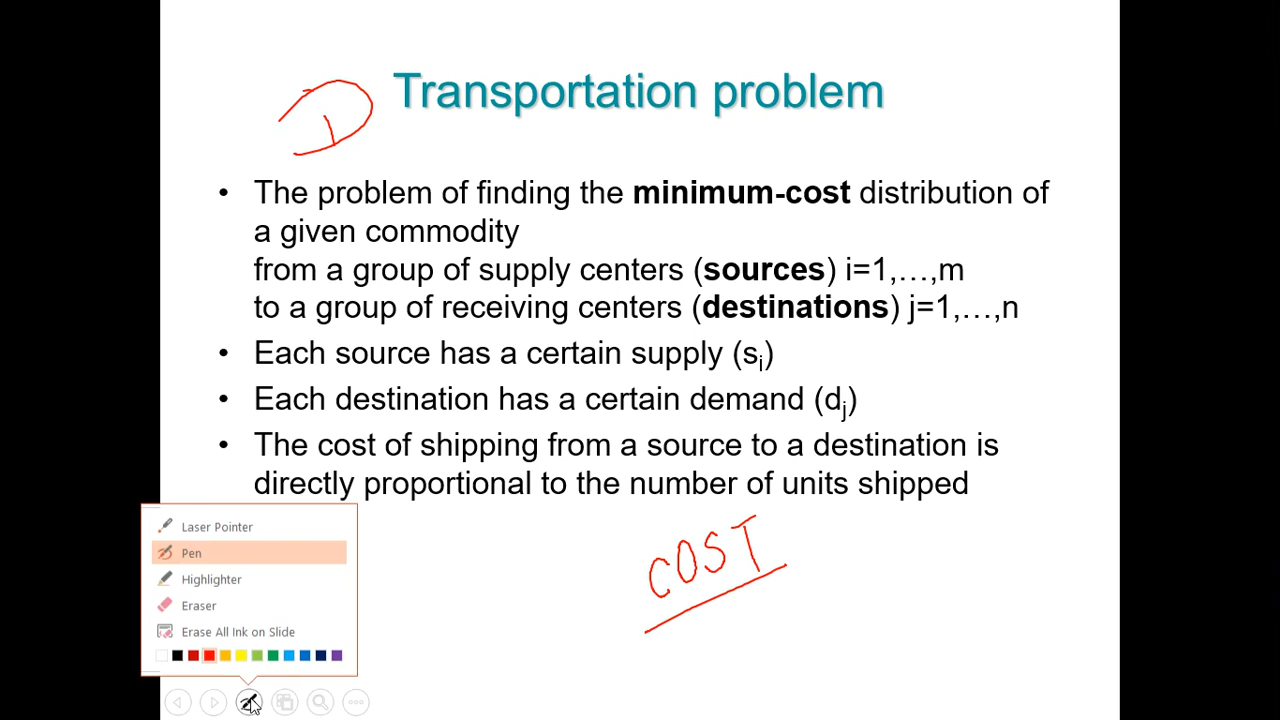 Transportation problem
• The problem of finding the minimum-cost distribution of
a given commodity
from a group of supply centers (sources) i=1,…,m
to a group of receiving centers (destinations) j=1,…,n
• Each source has a certain supply (si)
• Each destination has a certain demand (dj)
• The cost of shipping from a source to a destination is
directly proportional to the number of units shipped
COST
Laser Pointer
Pen
Highlighter
Eraser
Erase All Ink on Slide